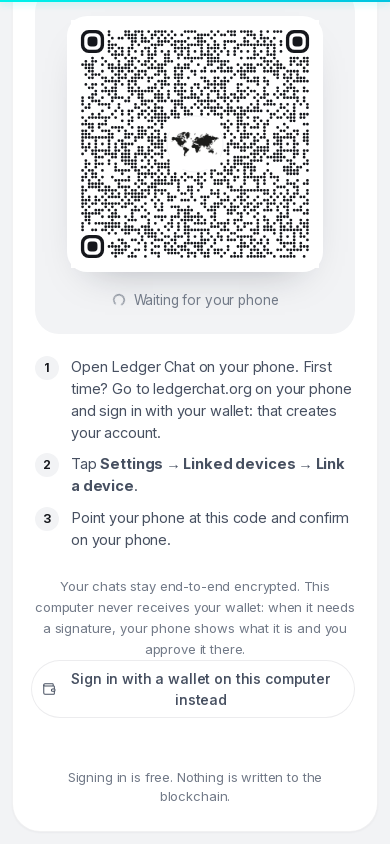 Waiting for your phone
1 Open Ledger Chat on your phone. First
time? Go to ledgerchat.org on your phone
and sign in with your wallet: that creates
your account.
2 Tap Settings → Linked devices → Link
a device.
3 Point your phone at this code and confirm
on your phone.
Your chats stay end-to-end encrypted. This
computer never receives your wallet: when it needs
a signature, your phone shows what it is and you
approve it there.
Sign in with a wallet on this computer
instead
Signing in is free. Nothing is written to the
blockchain.